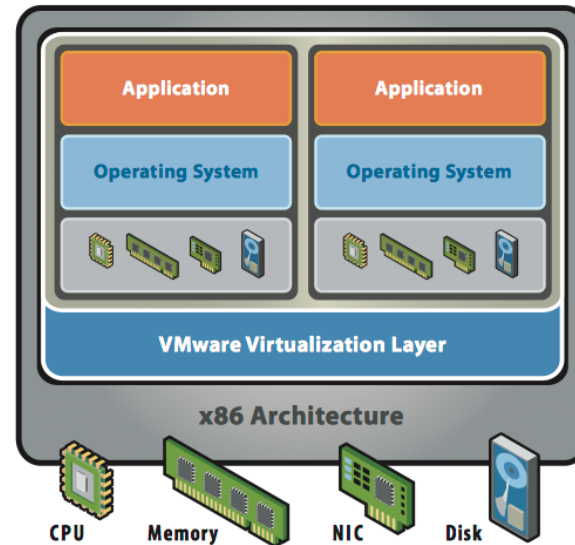 Application
Application
Operating System
Operating System
VMware Virtualization Layer
x86 Architecture
CPU
Memory
NIC
Disk